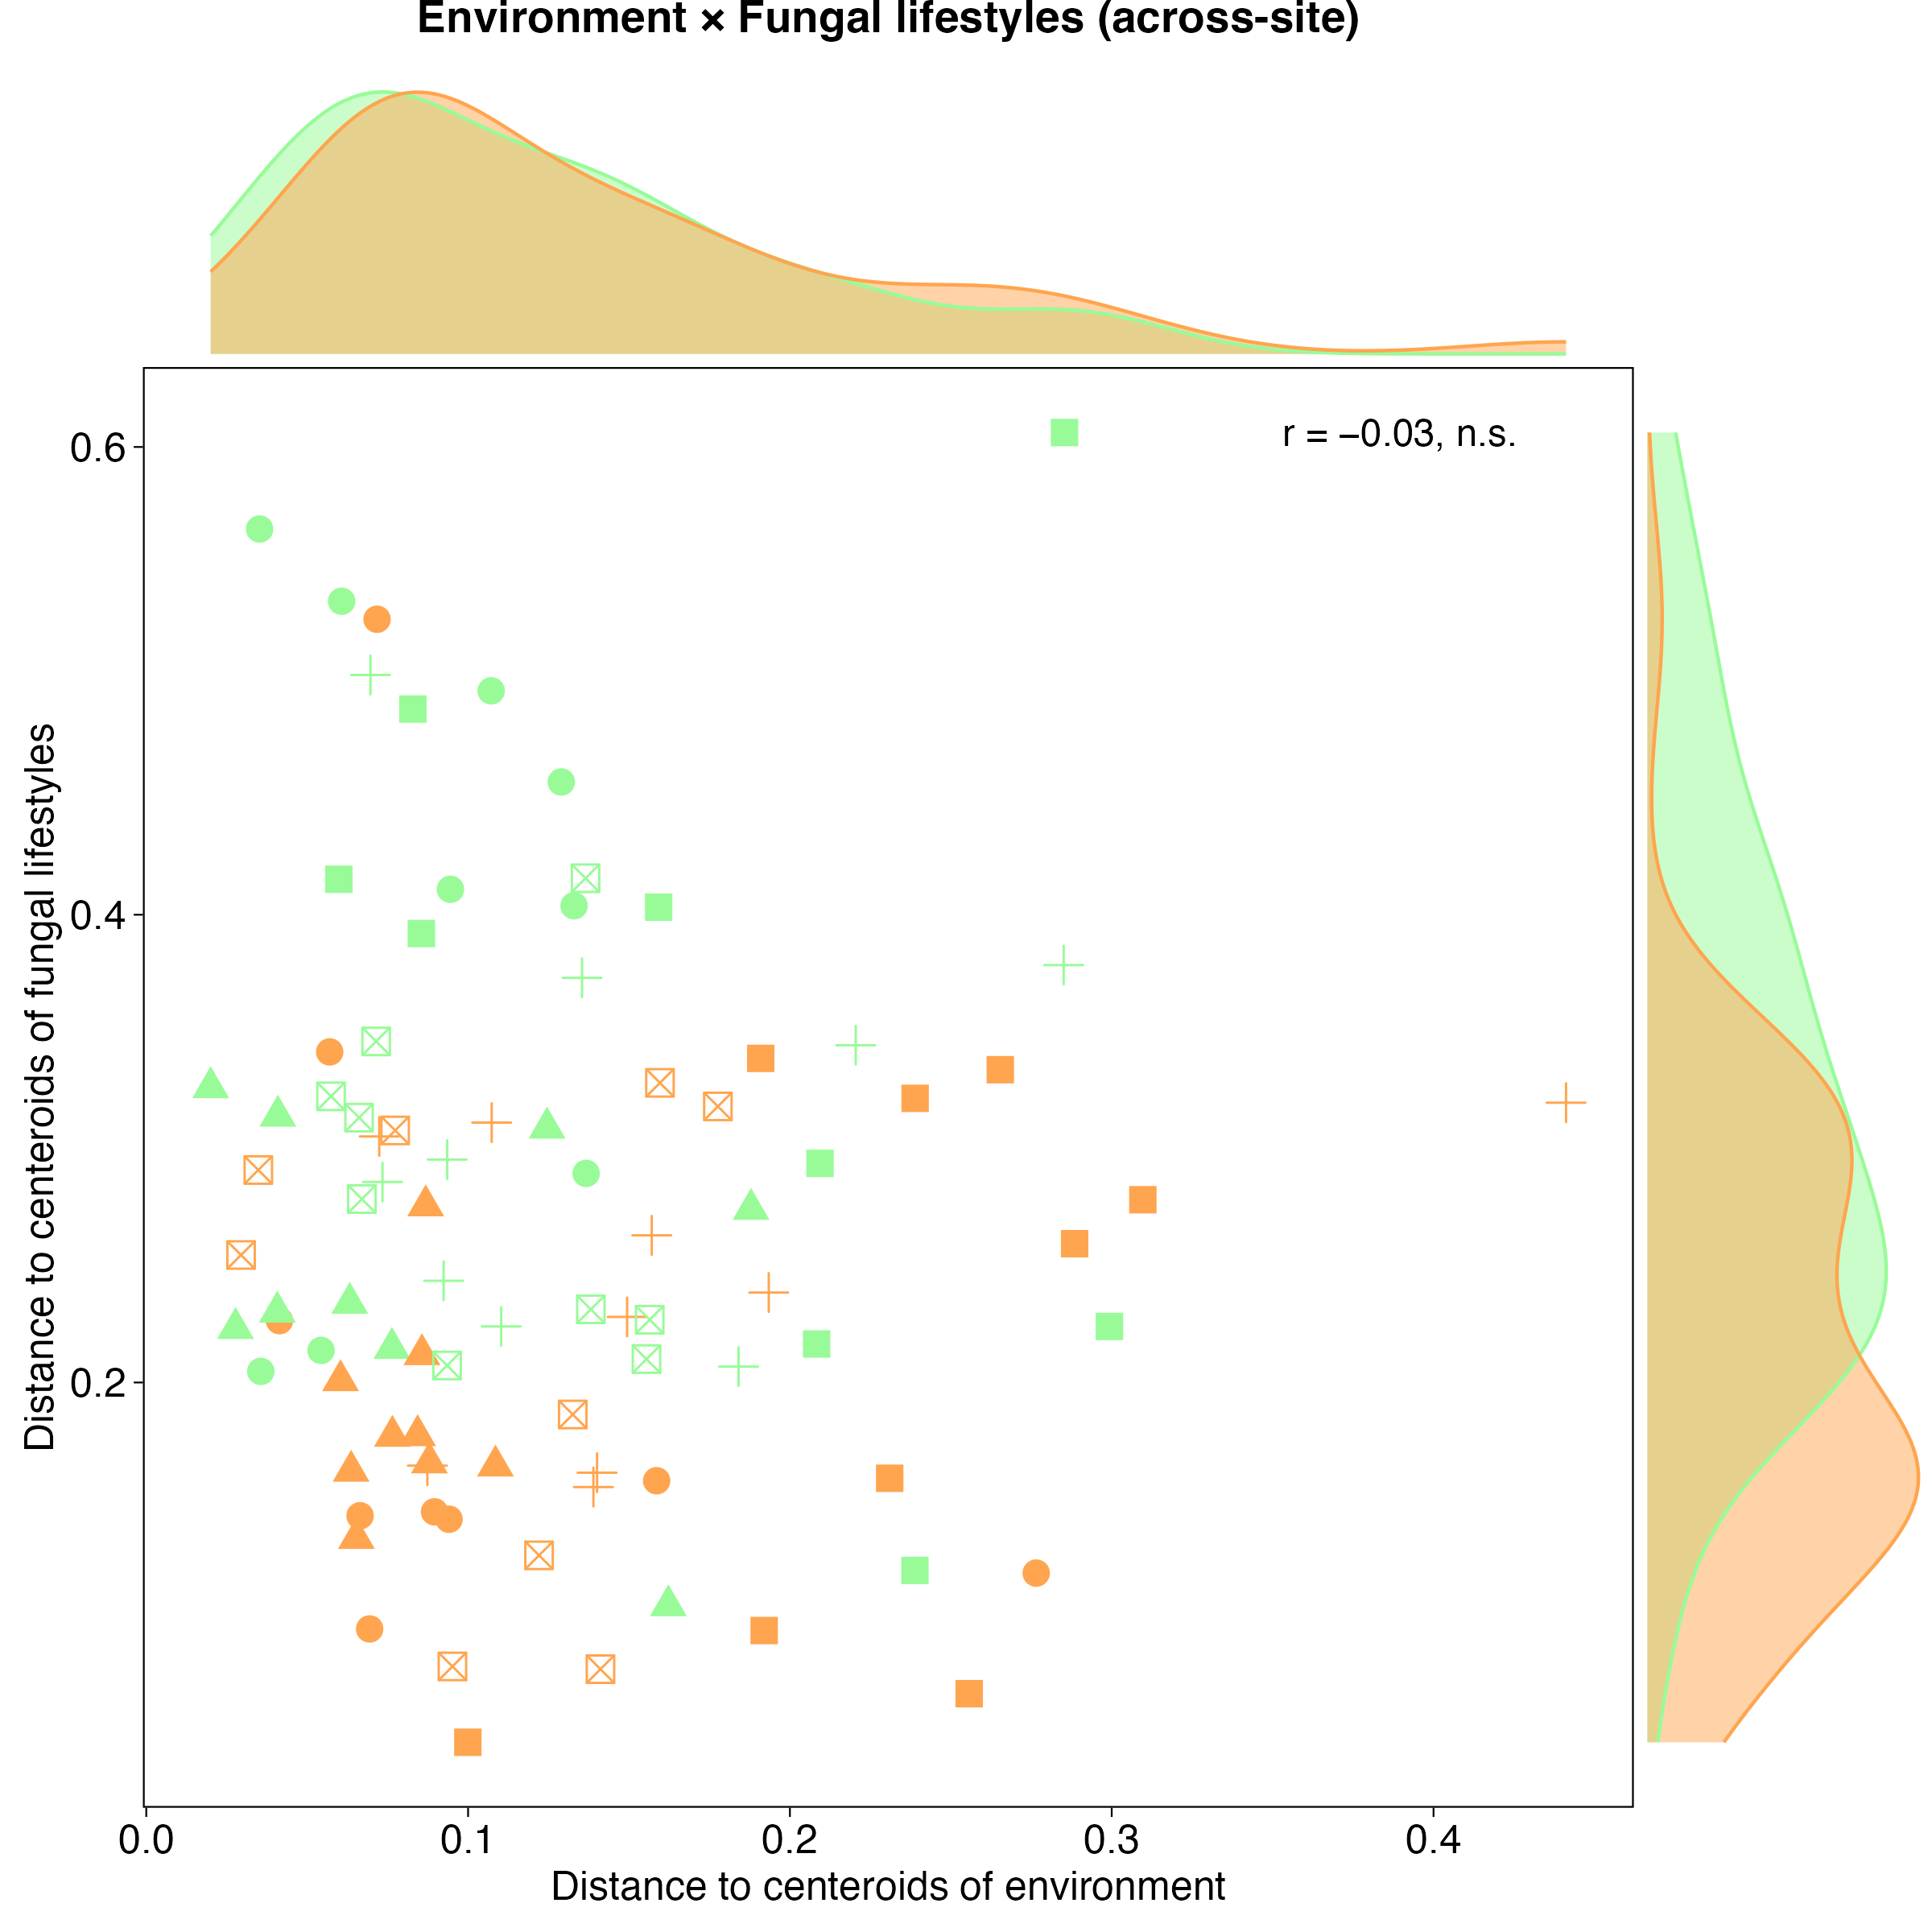 Environment × Fungal lifestyles (across-site)
r = −0.03, n.s.
0.6
0.4
0.2
Distance to centeroids of fungal lifestyles
0.0
0.1
0.2
0.3
0.4
Distance to centeroids of environment